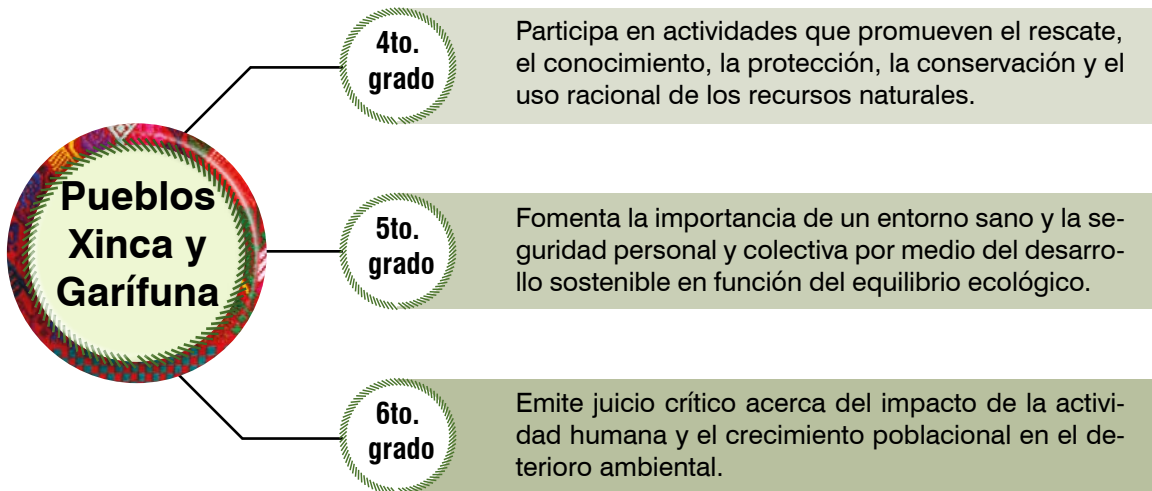 Pueblos
Xinca y
Garífuna
4to.
grado
Participa en actividades que promueven el rescate,
el conocimiento, la protección, la conservación y el
uso racional de los recursos naturales.
5to.
grado
Fomenta la importancia de un entorno sano y la se-
guridad personal y colectiva por medio del desarro-
llo sostenible en función del equilibrio ecológico.
6to.
grado
Emite juicio crítico acerca del impacto de la activi-
dad humana y el crecimiento poblacional en el de-
terioro ambiental.